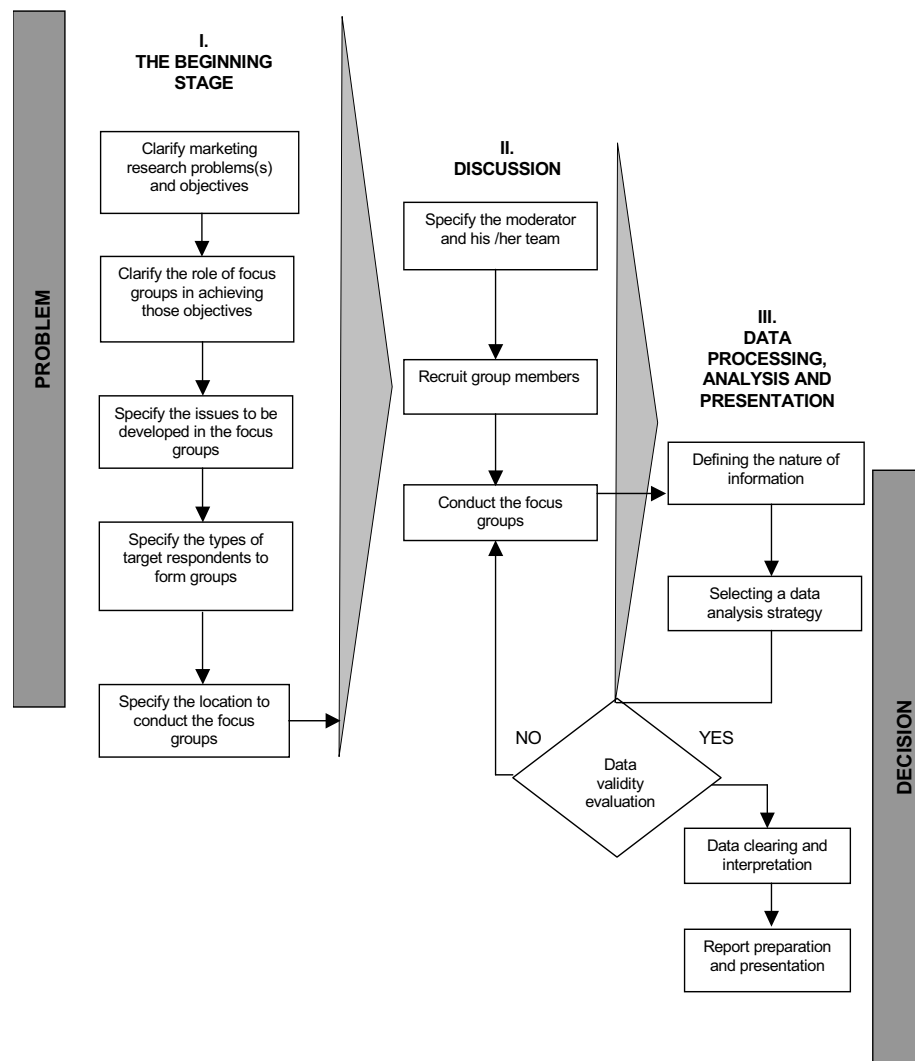 PROBLEM
I.
THE BEGINNING
STAGE
Clarify marketing
research problems(s)
and objectives
Clarify the role of focus
groups in achieving
those objectives
Specify the issues to be
developed in the focus
groups
Specify the types of
target respondents to
form groups
Specify the location to
conduct the focus
groups
II.
DISCUSSION
Specify the moderator
and his /her team
Recruit group members
Conduct the focus
groups
III.
DATA
PROCESSING,
ANALYSIS AND
PRESENTATION
Defining the nature of
information
Selecting a data
analysis strategy
NO
YES
Data
validity
evaluation
Data clearing and
interpretation
Report preparation
and presentation
DECISION